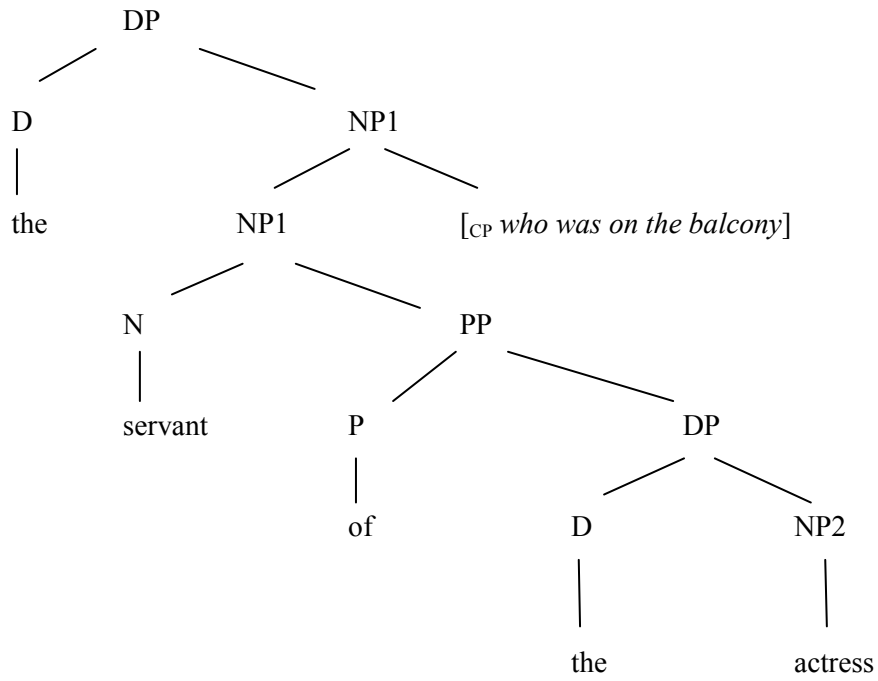 DP
D NP1
the NP1 [CP who was on the balcony]
N PP
servant P DP
of D NP2
the actress